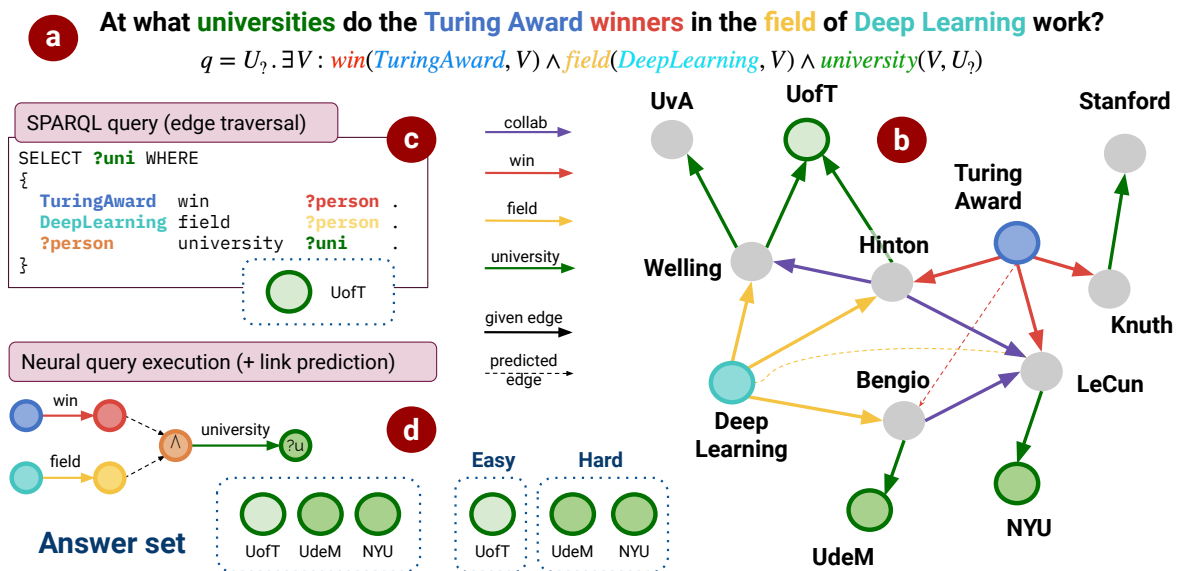 At what universities do the Turing Award winners in the field of Deep Learning work?
a
q = U?.∃V : win(TuringAward, V) ∧ field(DeepLearning, V) ∧ university(V, U?)
SPARQL query (edge traversal)
c
SELECT ?uni WHERE
{
TuringAward win ?person .
DeepLearning field ?person .
?person university ?uni .
}
UofT
Neural query execution (+ link prediction)
win
field
∧
university
?u
d
Answer set
UofT UdeM NYU
Easy
UofT
Hard
UdeM NYU
collab
win
field
university
given edge
predicted
edge
b
UvA
UofT
Stanford
Turing
Award
Hinton
Welling
Knuth
Bengio
LeCun
Deep
Learning
NYU
UdeM